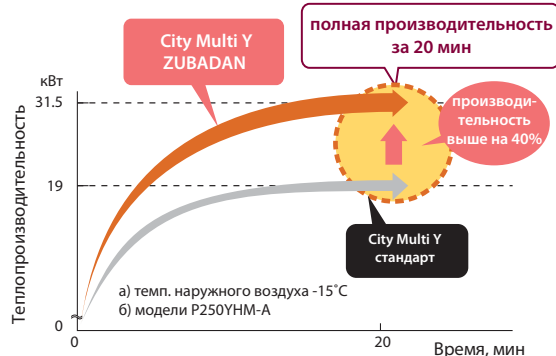 полная производительность
за 20 мин
City Multi Y
ZUBADAN
кВт
31.5
производи-
тельность
выше на 40%
Теплопроизводительность
19
City Multi Y
стандарт
а) темп. наружного воздуха -15˚С
б) модели P250YHM-A
0
0
20
Время, мин